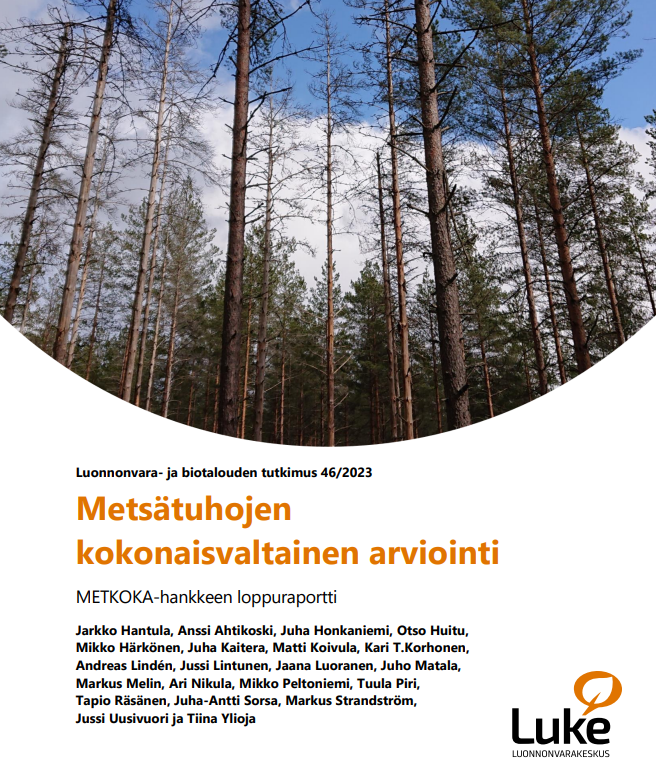 Luonnonvara- ja biotalouden tutkimus 46/2023
Metsätuhojen
kokonaisvaltainen arviointi
METKOKA-hankkeen loppuraportti
Jarkko Hantula, Anssi Ahtikoski, Juha Honkaniemi, Otso Huitu,
Mikko Härkönen, Juha Kaitera, Matti Koivula, Kari T.Korhonen,
Andreas Lindén, Jussi Lintunen, Jaana Luoranen, Juho Matala,
Markus Melin, Ari Nikula, Mikko Peltoniemi, Tuula Piri,
Tapio Räsänen, Juha-Antti Sorsa, Markus Strandström,
Jussi Uusivuori ja Tiina Ylioja
Luke
LUONNONVARAKESKUS